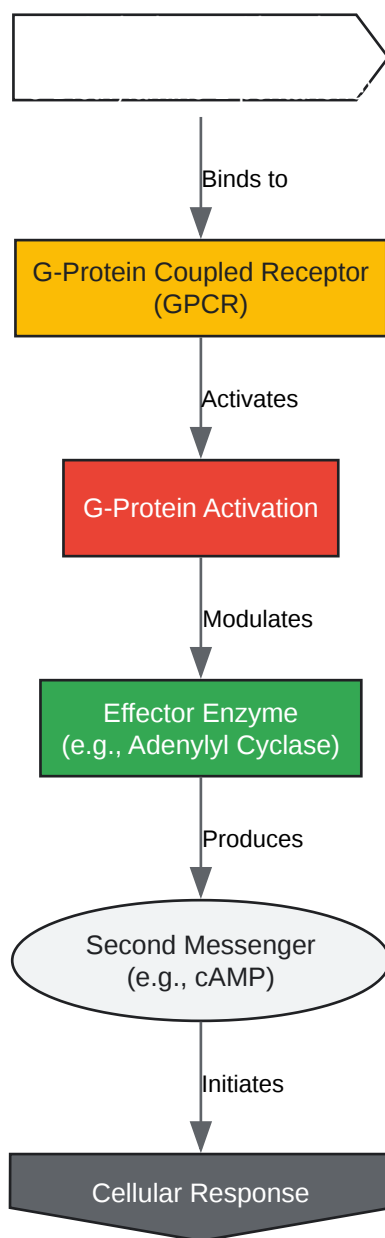 Binds to
G-Protein Coupled Receptor
(GPCR)
Activates
G-Protein Activation
Modulates
Effector Enzyme
(e.g., Adenylyl Cyclase)
Produces
Second Messenger
(e.g., cAMP)
Initiates
Cellular Response